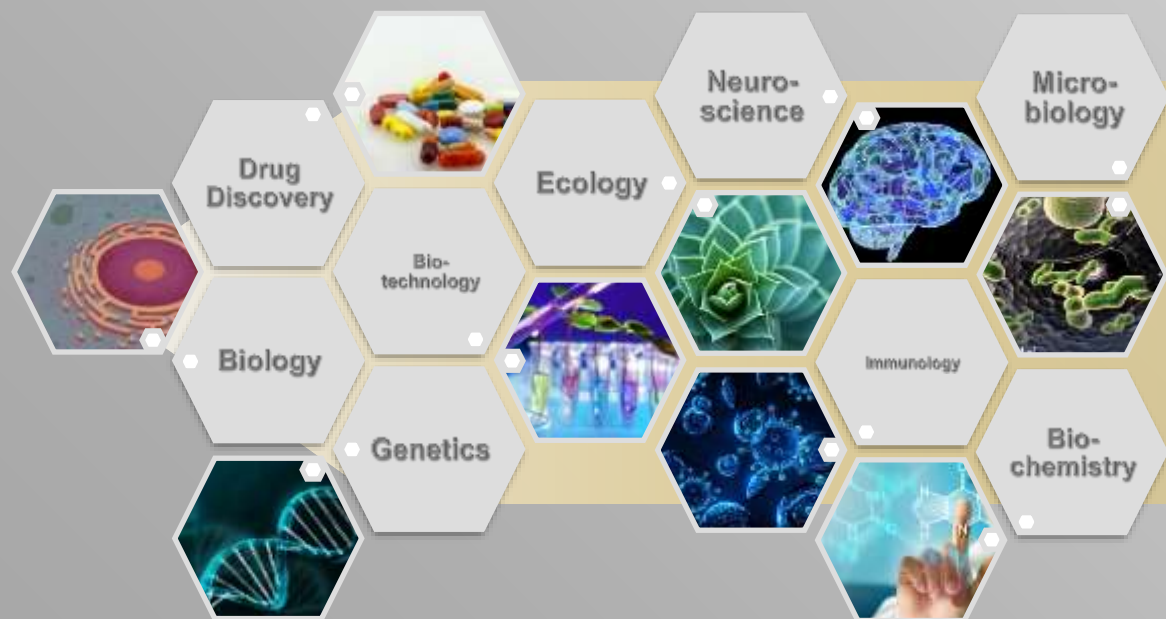 Drug
Discovery
Biology
Bio-
technology
Genetics
Ecology
Neuro-
science
Immunology
Micro-
biology
Bio-
chemistry